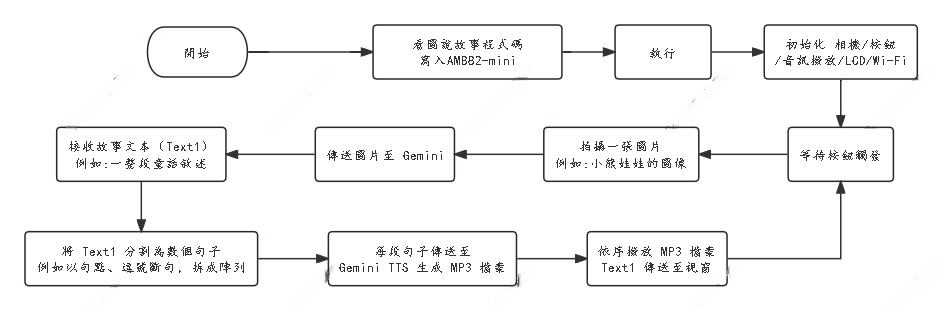 開始
看圖說故事程式碼
寫入AMB82-mini
執行
初始化 相機/按鈕
/音訊撥放/LCD/Wi-Fi
等待按鈕觸發
拍攝一張圖片
例如:小熊娃娃的圖像
傳送圖片至 Gemini
接收故事文本 (Text1)
例如:一整段童話敘述
將 Text1 分割為數個句子
例如以句點、逗號斷句, 拆成陣列
每段句子傳送至
Gemini TTS 生成 MP3 檔案
依序撥放 MP3 檔案
Text1 傳送至視窗